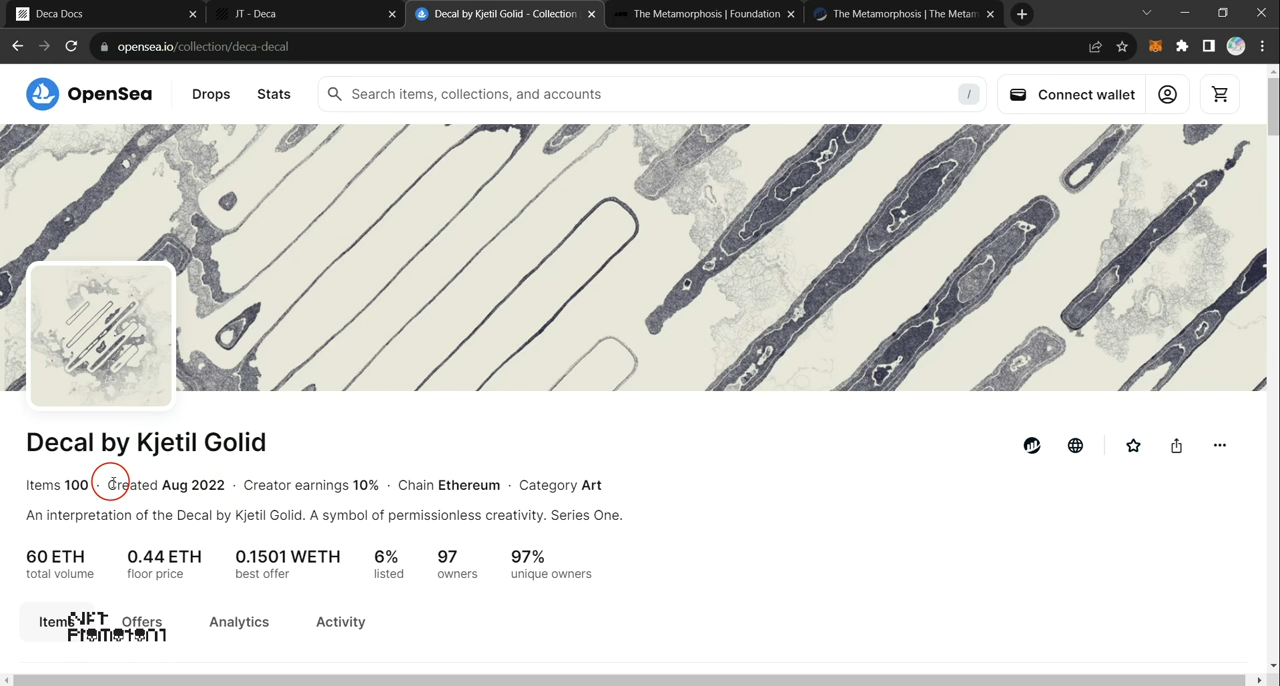 Deca Docs
JT - Deca
Decal by Kjetil Golid - Collection
The Metamorphosis | Foundation
The Metamorphosis | The Metam
opensea.io/collection/deca-decal
OpenSea
Drops
Stats
Search items, collections, and accounts
/
Connect wallet
Decal by Kjetil Golid
Items 100 · Created Aug 2022 · Creator earnings 10% · Chain Ethereum · Category Art
An interpretation of the Decal by Kjetil Golid. A symbol of permissionless creativity. Series One.
60 ETH 0.44 ETH 0.1501 WETH 6% 97 97%
total volume floor price best offer listed owners unique owners
Items Offers Analytics Activity
NFT